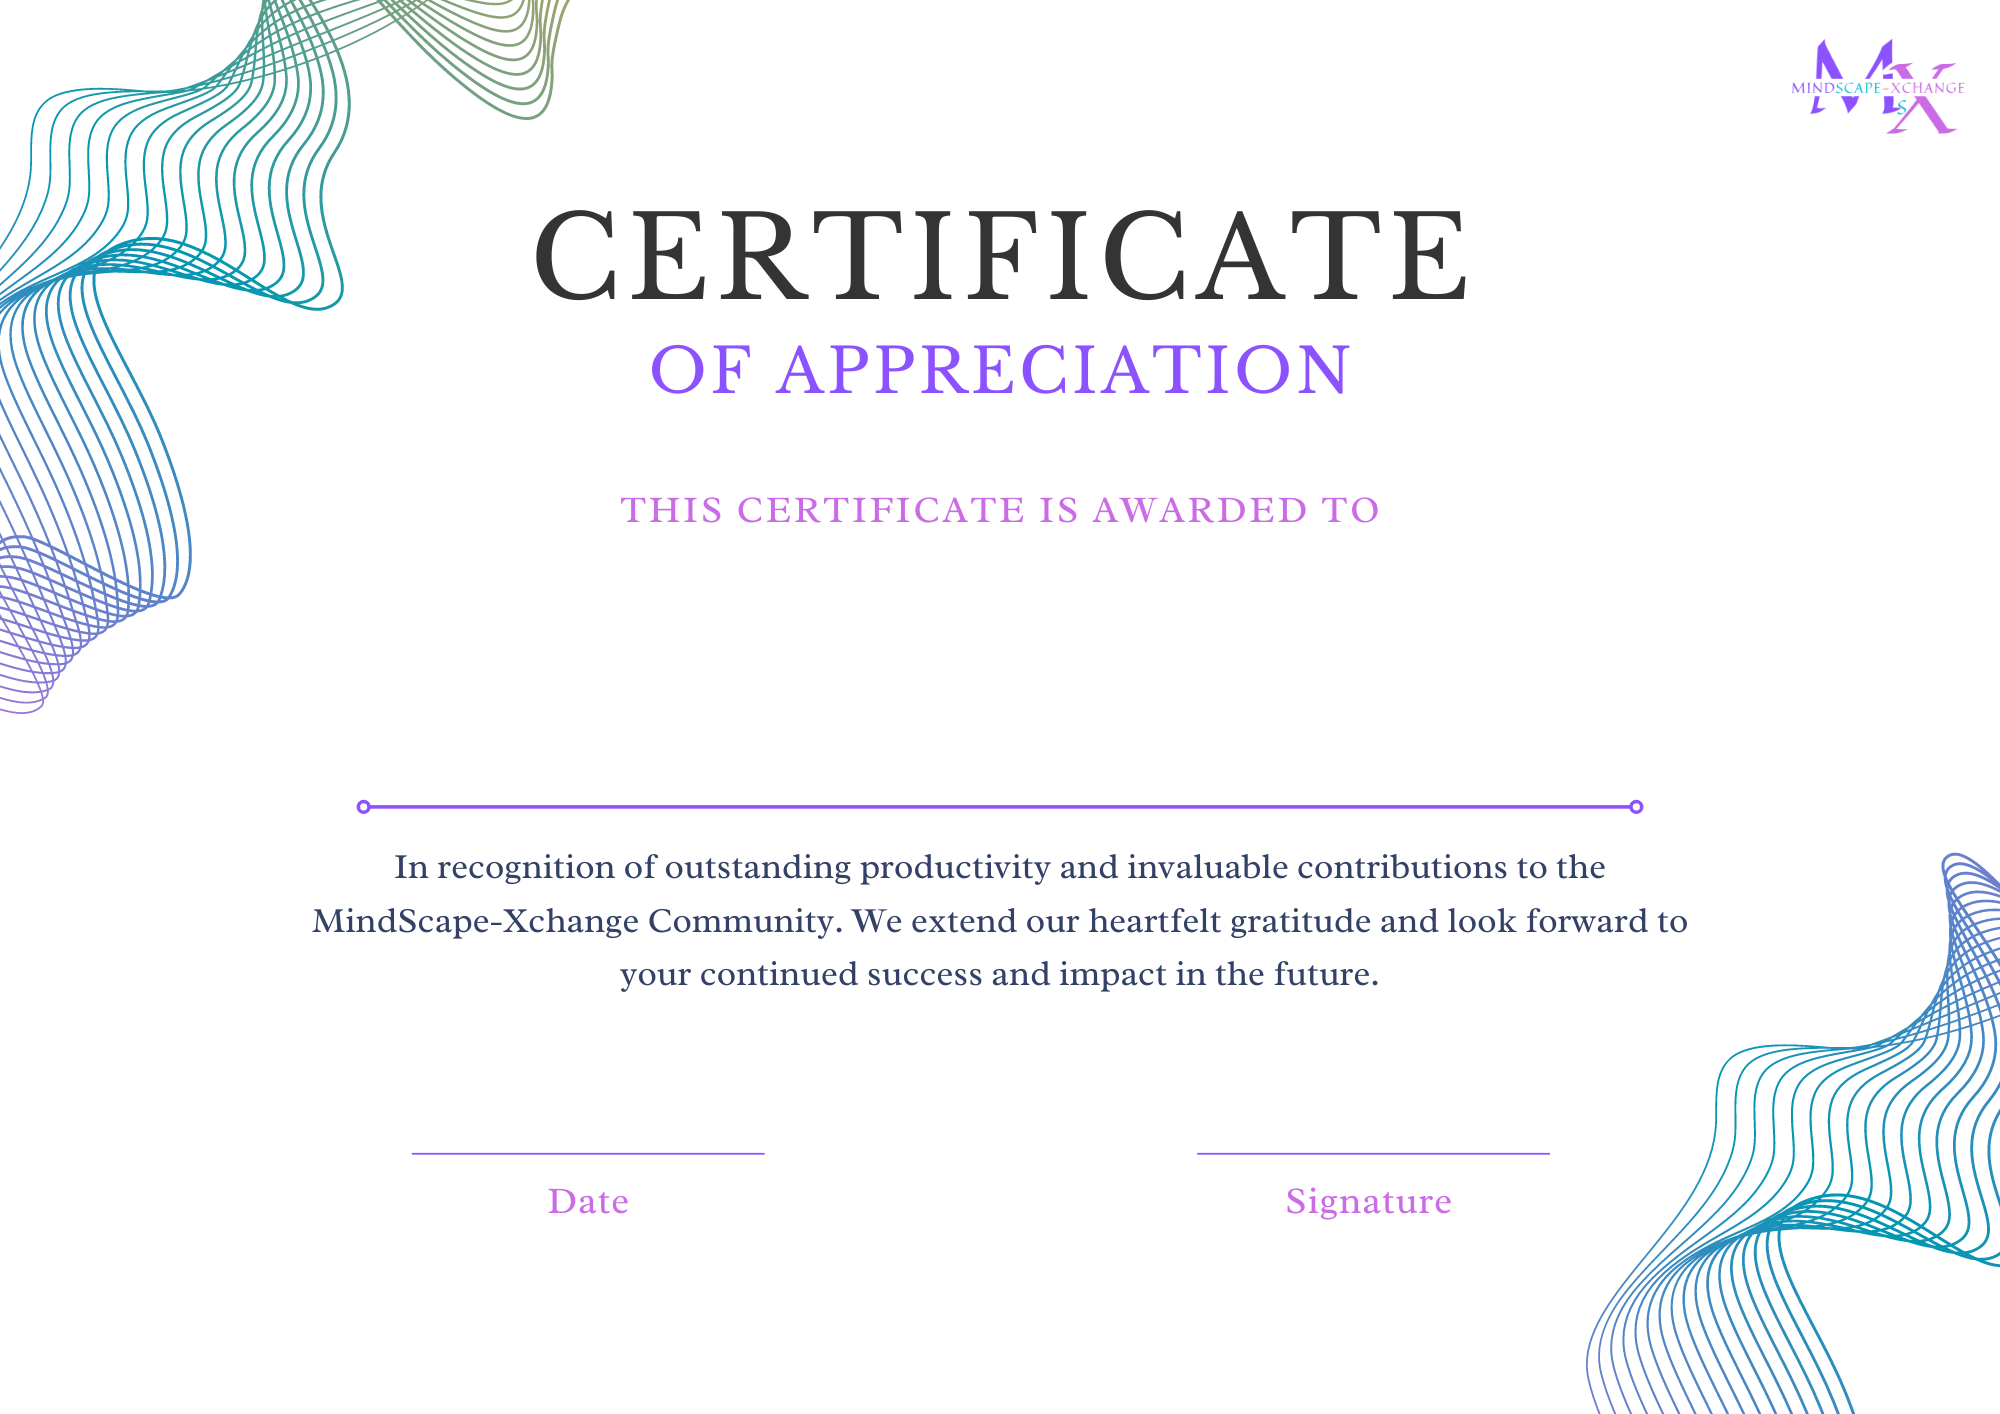 MINDSCAPE-XCHANGE
MX
S
CERTIFICATE
OF APPRECIATION
THIS CERTIFICATE IS AWARDED TO
In recognition of outstanding productivity and invaluable contributions to the
MindScape-Xchange Community. We extend our heartfelt gratitude and look forward to
your continued success and impact in the future.
Date
Signature